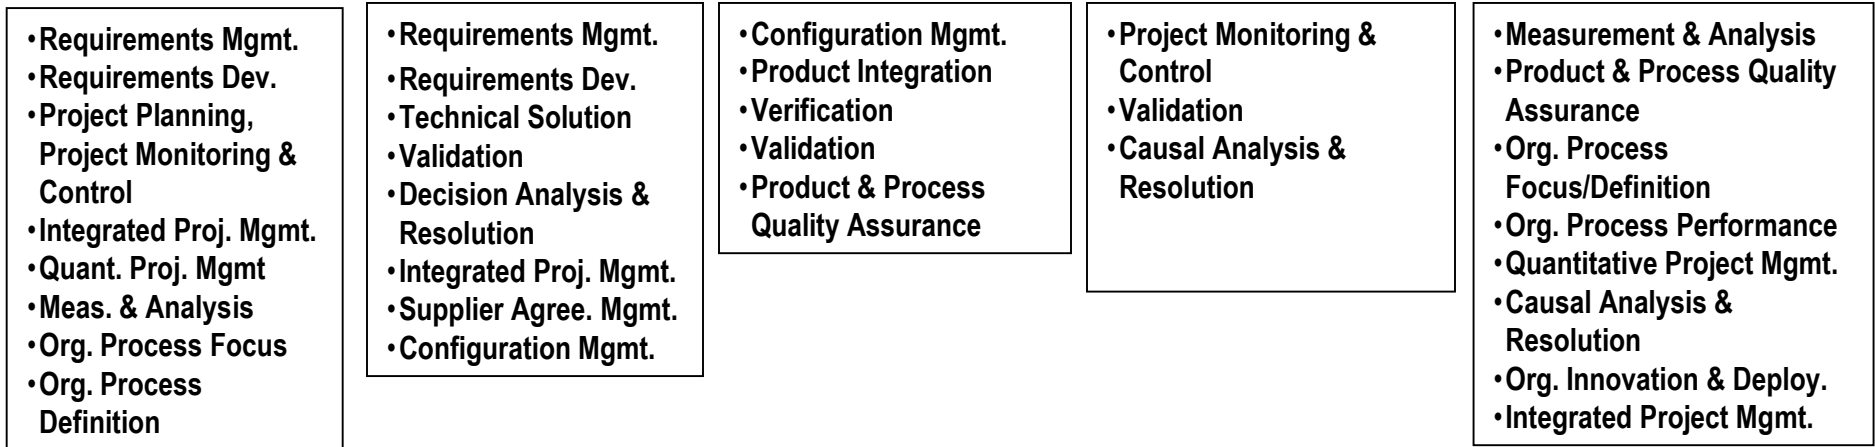 •Requirements Mgmt.
•Requirements Dev.
•Project Planning,
Project Monitoring &
Control
•Integrated Proj. Mgmt.
•Quant. Proj. Mgmt
•Meas. & Analysis
•Org. Process Focus
•Org. Process
Definition
•Requirements Mgmt.
•Requirements Dev.
•Technical Solution
•Validation
•Decision Analysis &
Resolution
•Integrated Proj. Mgmt.
•Supplier Agree. Mgmt.
•Configuration Mgmt.
•Configuration Mgmt.
•Product Integration
•Verification
•Validation
•Product & Process
Quality Assurance
•Project Monitoring &
Control
•Validation
•Causal Analysis &
Resolution
•Measurement & Analysis
•Product & Process Quality
Assurance
•Org. Process
Focus/Definition
•Org. Process Performance
•Quantitative Project Mgmt.
•Causal Analysis &
Resolution
•Org. Innovation & Deploy.
•Integrated Project Mgmt.